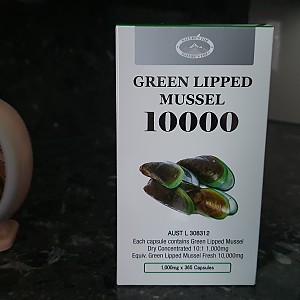 GREEN LIPPED
MUSSEL
10000
AUST L 308312
Each capsule contains Green Lipped Mussel
Dry Concentrated 10:1 1,000mg
Equiv. Green Lipped Mussel Fresh 10,000mg
1,000mg x 365 Capsules